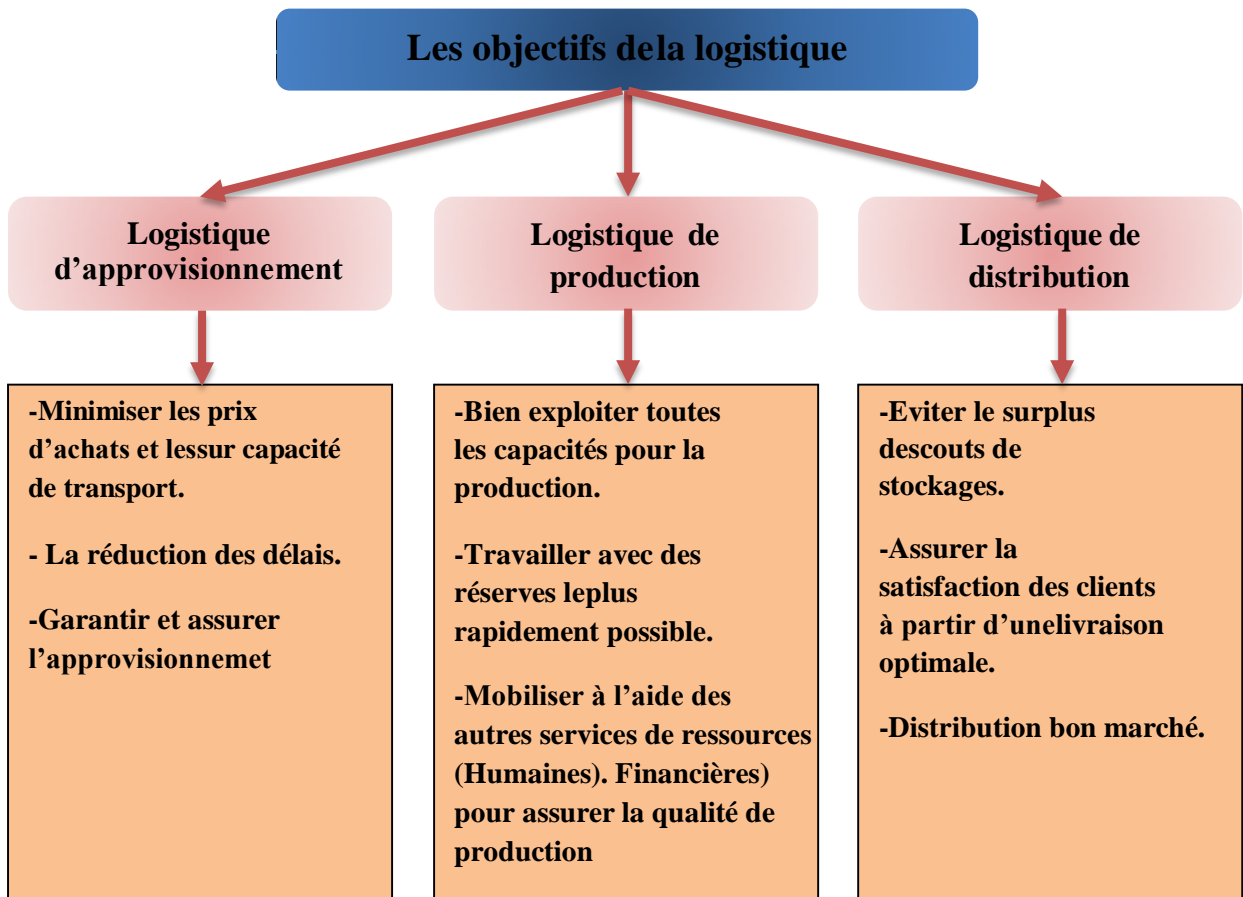 Les objectifs dela logistique
Logistique
d’approvisionnement
Logistique de
production
Logistique de
distribution
-Minimiser les prix
d’achats et lessur capacité
de transport.
- La réduction des délais.
-Garantir et assurer
l’approvisionnemet
-Bien exploiter toutes
les capacités pour la
production.
-Travailler avec des
réserves leplus
rapidement possible.
-Mobiliser à l’aide des
autres services de ressources
(Humaines). Financières)
pour assurer la qualité de
production
-Eviter le surplus
descouts de
stockages.
-Assurer la
satisfaction des clients
à partir d’unelivraison
optimale.
-Distribution bon marché.